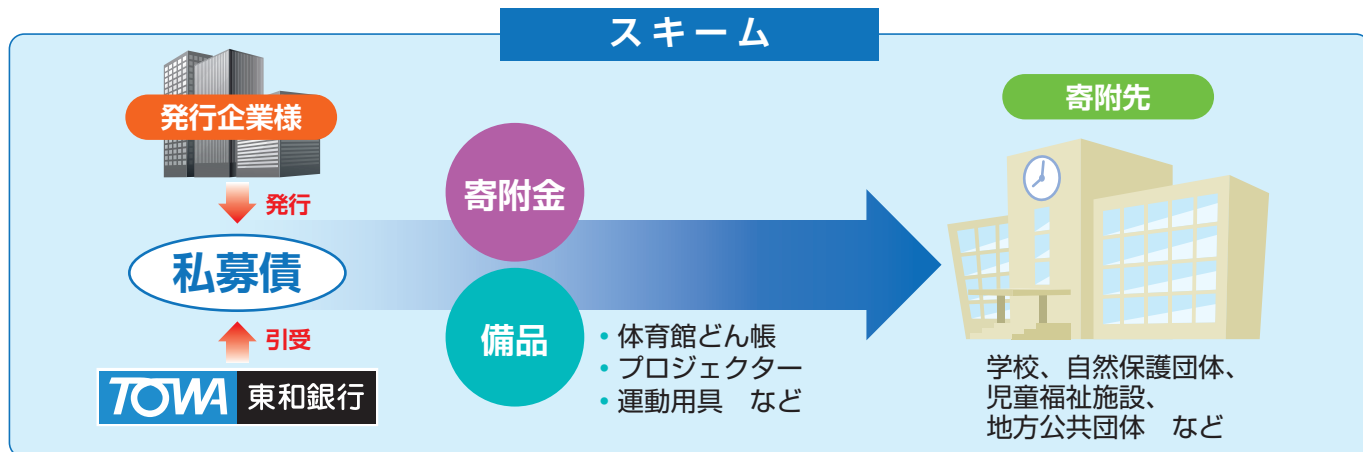 スキーム
発行企業様
発行
私募債
引受
TOWA 東和銀行
寄附金
備品
・体育館どん帳
・プロジェクター
・運動用具　など
寄附先
学校、自然保護団体、
児童福祉施設、
地方公共団体　など